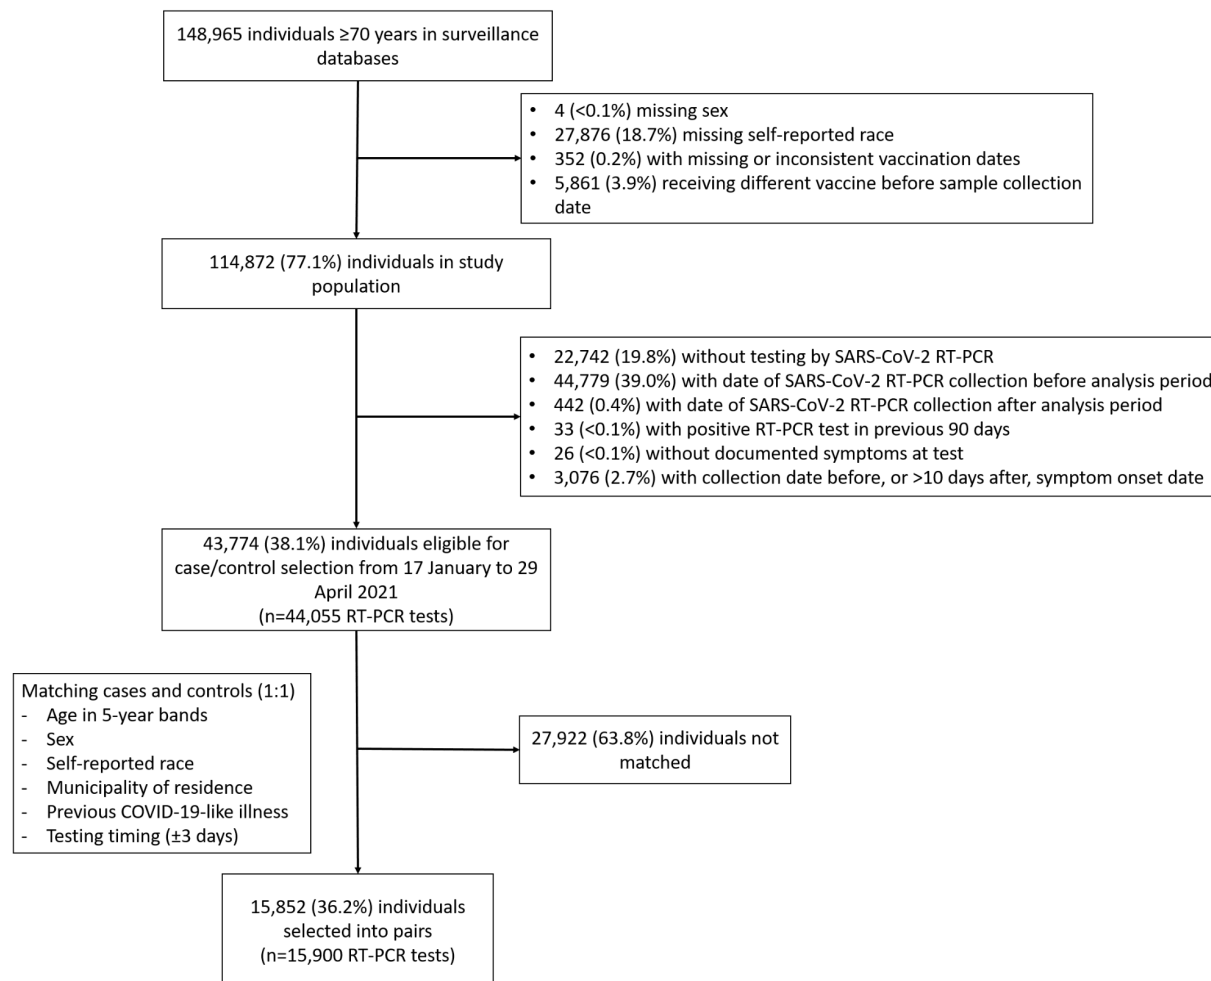 148,965 individuals ≥70 years in surveillance
databases
• 4 (<0.1%) missing sex
• 27,876 (18.7%) missing self-reported race
• 352 (0.2%) with missing or inconsistent vaccination dates
• 5,861 (3.9%) receiving different vaccine before sample collection
date
114,872 (77.1%) individuals in study
population
• 22,742 (19.8%) without testing by SARS-CoV-2 RT-PCR
• 44,779 (39.0%) with date of SARS-CoV-2 RT-PCR collection before analysis period
• 442 (0.4%) with date of SARS-CoV-2 RT-PCR collection after analysis period
• 33 (<0.1%) with positive RT-PCR test in previous 90 days
• 26 (<0.1%) without documented symptoms at test
• 3,076 (2.7%) with collection date before, or >10 days after, symptom onset date
43,774 (38.1%) individuals eligible for
case/control selection from 17 January to 29
April 2021
(n=44,055 RT-PCR tests)
Matching cases and controls (1:1)
- Age in 5-year bands
- Sex
- Self-reported race
- Municipality of residence
- Previous COVID-19-like illness
- Testing timing (±3 days)
27,922 (63.8%) individuals not
matched
15,852 (36.2%) individuals
selected into pairs
(n=15,900 RT-PCR tests)